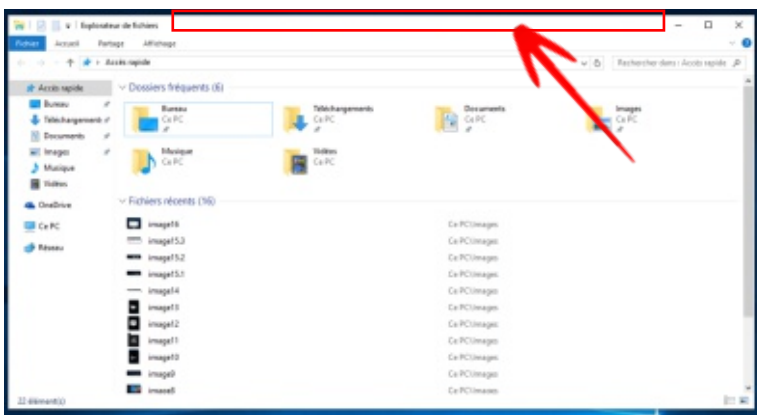 Explorateur de fichiers
Fichier Accueil Partage Affichage
Accès rapide
Rechercher dans : Accès rapide
Accès rapide
Bureau
Téléchargements
Documents
Images
Musique
Vidéos
OneDrive
Ce PC
Réseau
Dossiers fréquents (6)
Bureau
Ce PC
Téléchargements
Ce PC
Documents
Ce PC
Images
Ce PC
Musique
Ce PC
Vidéos
Ce PC
Fichiers récents (16)
image16 Ce PC\Images
image15.3 Ce PC\Images
image15.2 Ce PC\Images
image15.1 Ce PC\Images
image14 Ce PC\Images
image13 Ce PC\Images
image12 Ce PC\Images
image11 Ce PC\Images
image10 Ce PC\Images
image9 Ce PC\Images
image8 Ce PC\Images
22 élément(s)